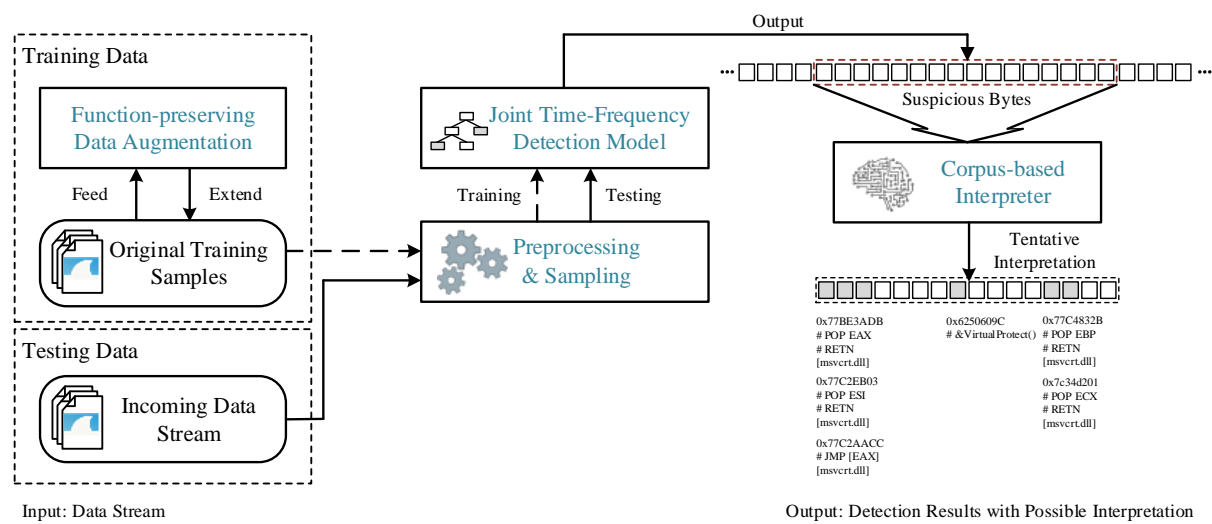 Training Data
Function-preserving
Data Augmentation
Feed
Extend
Original Training
Samples
Testing Data
Incoming Data
Stream
Input: Data Stream
Joint Time-Frequency
Detection Model
Training
Testing
Preprocessing
& Sampling
Output
...
...
Suspicious Bytes
Corpus-based
Interpreter
Tentative
Interpretation
0x77BE3ADB
# POP EAX
# RETN
[msvcrt.dll]
0x77C2EB03
# POP ESI
# RETN
[msvcrt.dll]
0x77C2AACC
# JMP [EAX]
[msvcrt.dll]
0x6250609C
# &VirtualProtect()
0x77C4832B
# POP EBP
# RETN
[msvcrt.dll]
0x7c34d201
# POP ECX
# RETN
[msvcrt.dll]
Output: Detection Results with Possible Interpretation